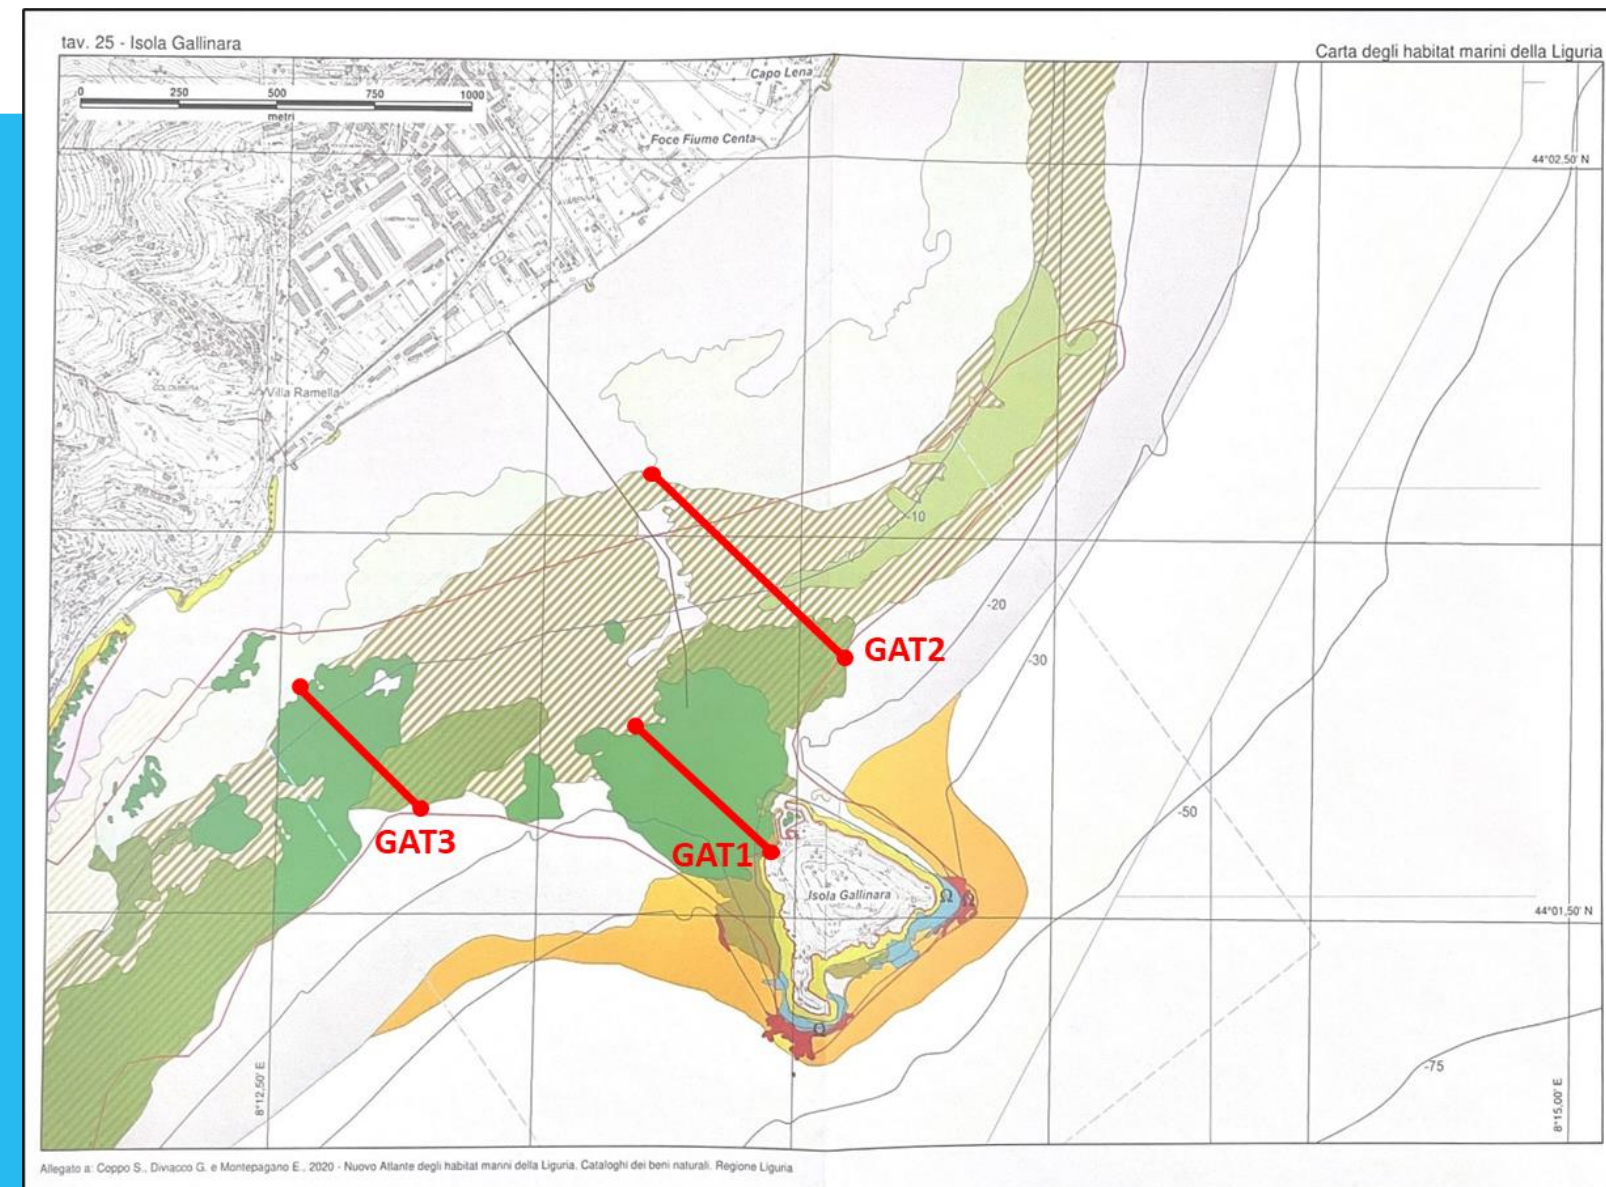 tav. 25 - Isola Gallinara
Carta degli habitat marini della Liguria
0 250 500 750 1000
metri
Capo Lena
Foce Fiume Centa
44°02,50' N
Villa Ramella
-10
-20
GAT2
-30
-50
GAT3
GAT1
Isola Gallinara
Ω Ω
44°01,50' N
Ω
-75
8°12,50' E
8°15,00' E
Allegato a: Coppo S., Diviacco G. e Montepagano E., 2020 - Nuovo Atlante degli habitat marini della Liguria. Cataloghi dei beni naturali. Regione Liguria